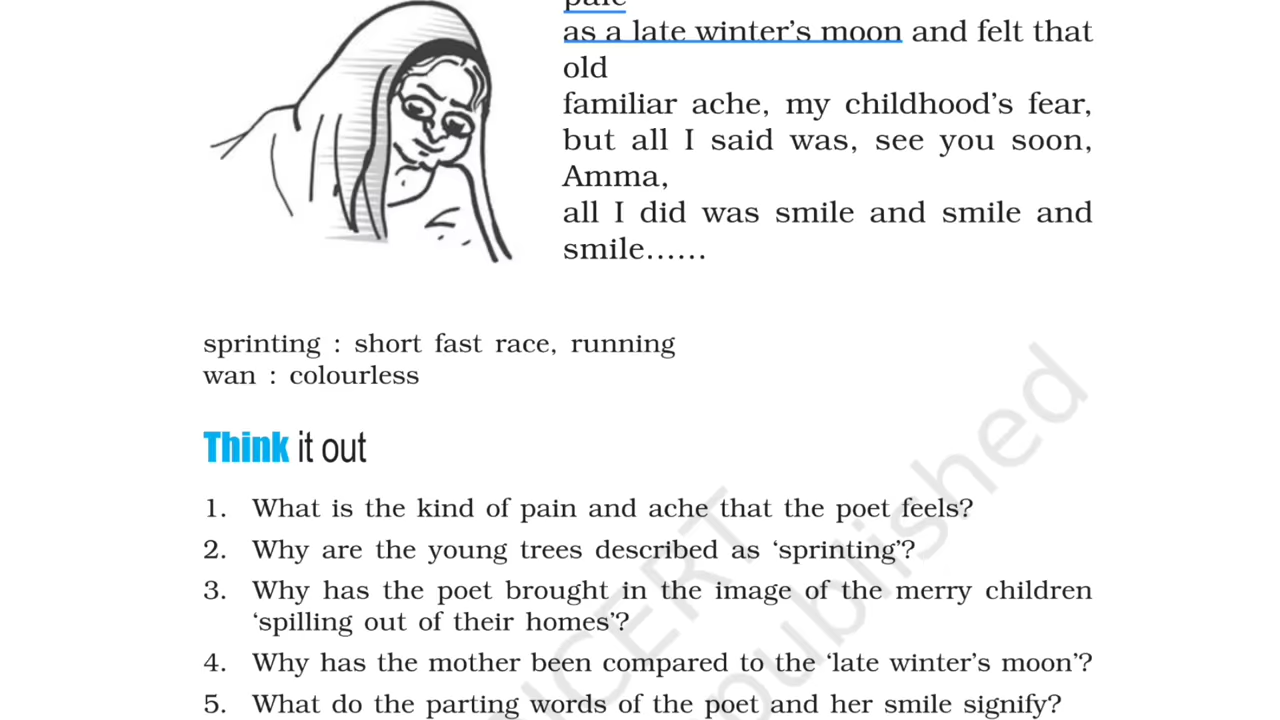 pale
as a late winter’s moon and felt that
old
familiar ache, my childhood’s fear,
but all I said was, see you soon,
Amma,
all I did was smile and smile and
smile......
sprinting : short fast race, running
wan : colourless
Think it out
1. What is the kind of pain and ache that the poet feels?
2. Why are the young trees described as ‘sprinting’?
3. Why has the poet brought in the image of the merry children
‘spilling out of their homes’?
4. Why has the mother been compared to the ‘late winter’s moon’?
5. What do the parting words of the poet and her smile signify?
NCERT
published